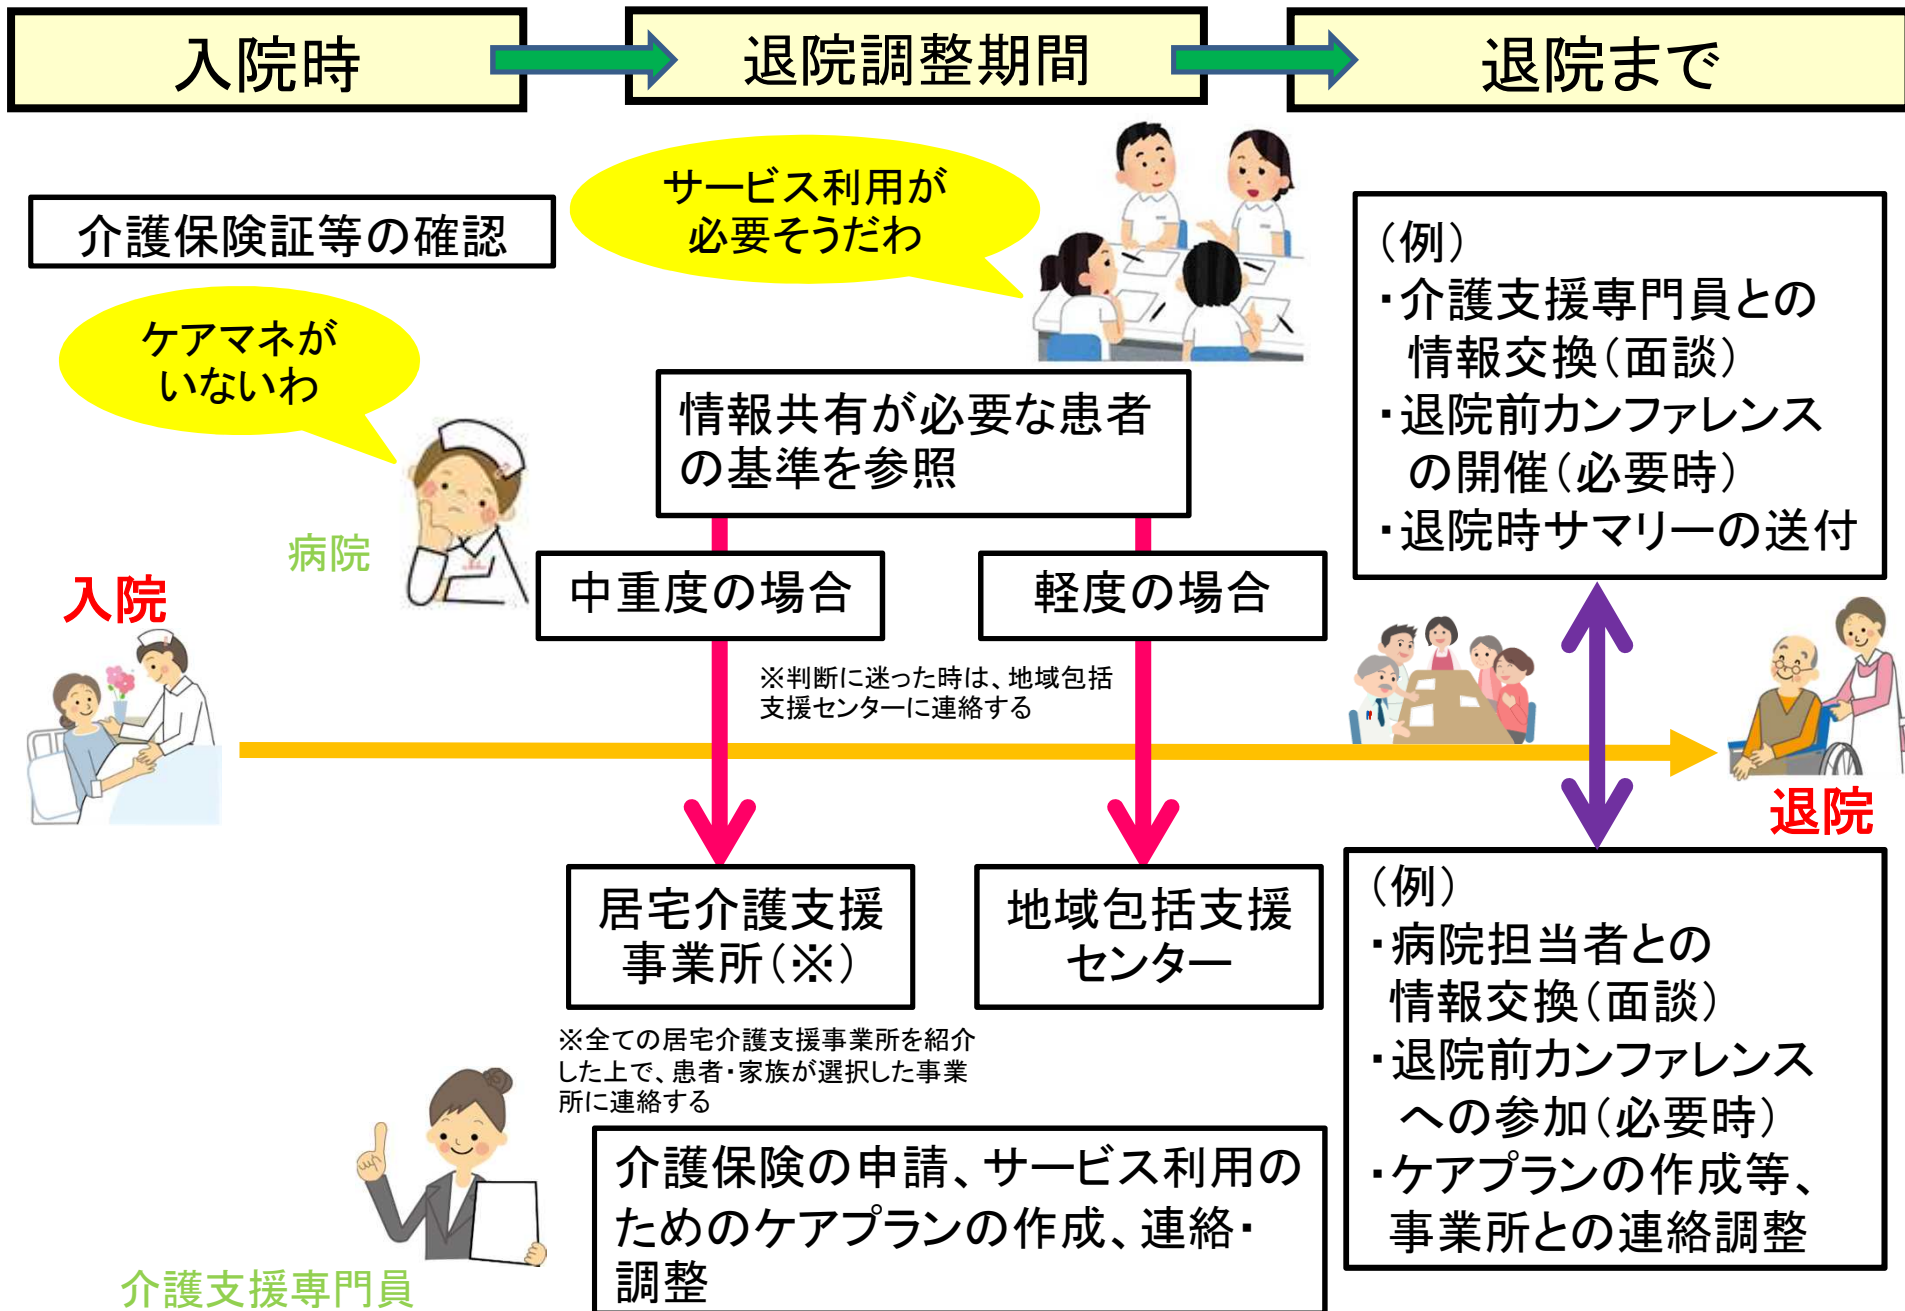 入院時
退院調整期間
退院まで
介護保険証等の確認
サービス利用が
必要そうだわ
ケアマネが
いないわ
病院
入院
情報共有が必要な患者
の基準を参照
中重度の場合
軽度の場合
※判断に迷った時は、地域包括
支援センターに連絡する
(例)
・介護支援専門員との
情報交換(面談)
・退院前カンファレンス
の開催(必要時)
・退院時サマリーの送付
退院
居宅介護支援
事業所(※)
地域包括支援
センター
※全ての居宅介護支援事業所を紹介
した上で、患者・家族が選択した事業
所に連絡する
介護保険の申請、サービス利用の
ためのケアプランの作成、連絡・
調整
介護支援専門員
(例)
・病院担当者との
情報交換(面談)
・退院前カンファレンス
への参加(必要時)
・ケアプランの作成等、
事業所との連絡調整